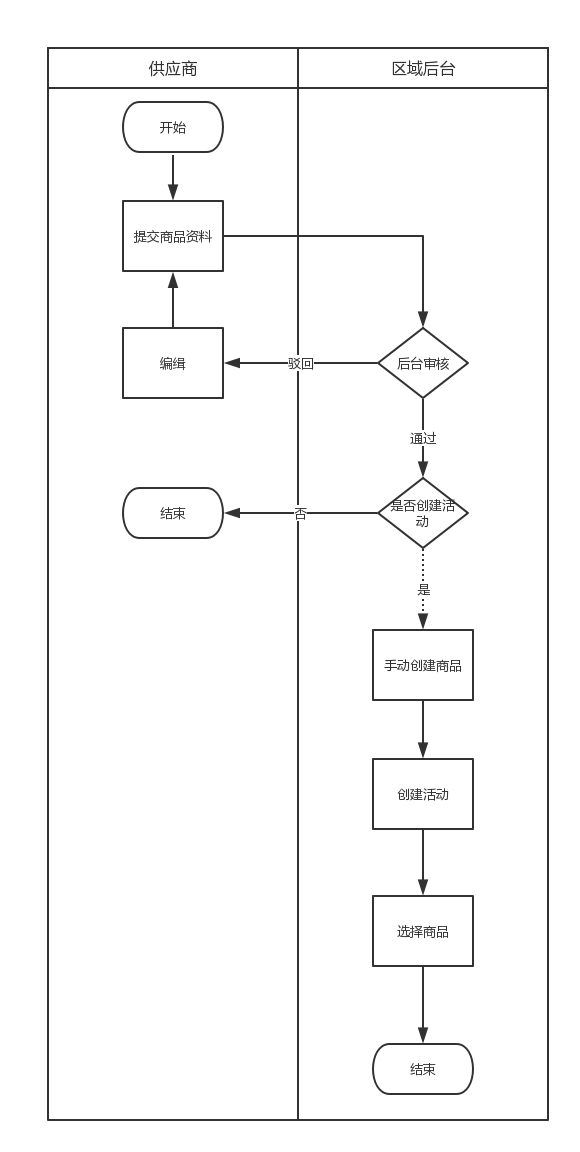 供应商
区域后台
开始
提交商品资料
编缉
驳回
后台审核
通过
结束
否
是否创建活
动
是
手动创建商品
创建活动
选择商品
结束